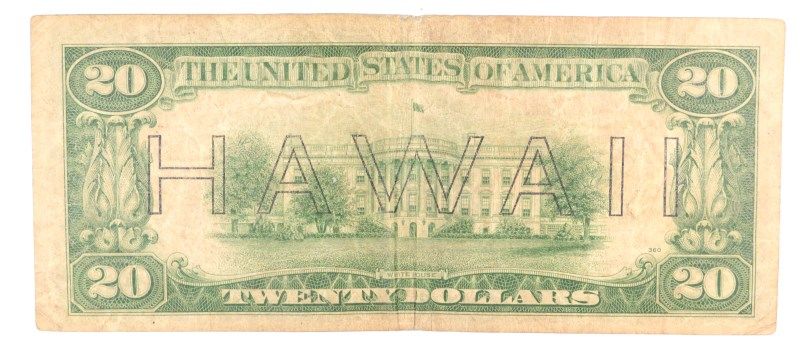 20 THE UNITED STATES OF AMERICA 20
HAWAII
360
WHITE HOUSE
20 TWENTY DOLLARS 20